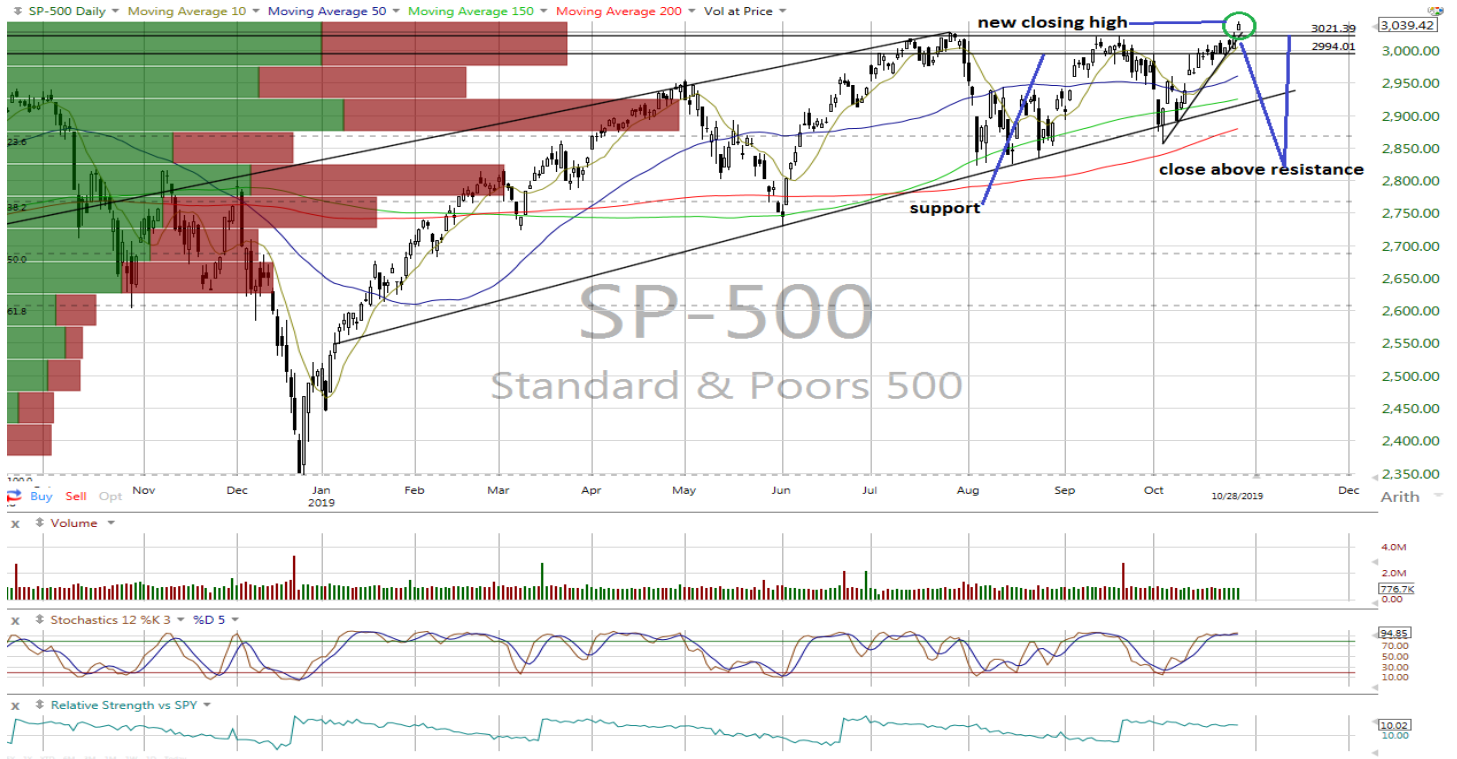 SP-500 Daily Moving Average 10 Moving Average 50 Moving Average 150 Moving Average 200 Vol at Price
new closing high
3021.39
3,039.42
2994.01
3,000.00
2,950.00
2,900.00
23.6
2,850.00
close above resistance
2,800.00
38.2
support
2,750.00
2,700.00
50.0
2,650.00
61.8
2,600.00
SP-500
2,550.00
Standard & Poors 500
2,500.00
2,450.00
2,400.00
2,350.00
100.0
Buy Sell Opt
Nov Dec Jan Feb Mar Apr May Jun Jul Aug Sep Oct Dec
2019 10/28/2019
Arith
x Volume
4.0M
2.0M
776.7K
0.00
x Stochastics 12 %K 3 %D 5
94.85
70.00
50.00
30.00
10.00
x Relative Strength vs SPY
10.02
10.00